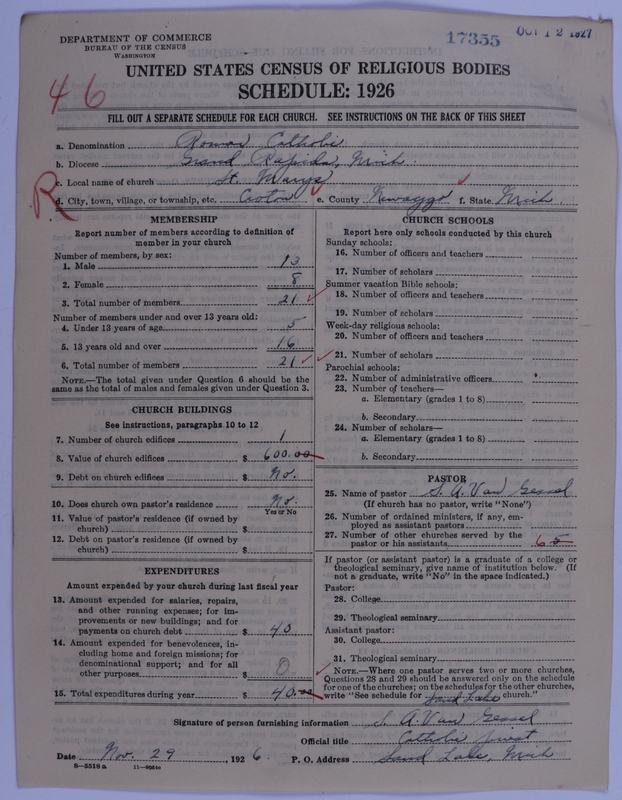 DEPARTMENT OF COMMERCE
BUREAU OF THE CENSUS
WASHINGTON
17355
OCT 12 1927
UNITED STATES CENSUS OF RELIGIOUS BODIES
SCHEDULE: 1926
46
FILL OUT A SEPARATE SCHEDULE FOR EACH CHURCH. SEE INSTRUCTIONS ON THE BACK OF THIS SHEET
a. Denomination Roman Catholic
b. Diocese Grand Rapids, Mich.
c. Local name of church St. Marys
R
d. City, town, village, or township, etc. Croton e. County Newaygo f. State Mich.
MEMBERSHIP
Report number of members according to definition of
member in your church
Number of members, by sex:
1. Male 13
2. Female 8
3. Total number of members 21
Number of members under and over 13 years old:
4. Under 13 years of age 5
5. 13 years old and over 16
6. Total number of members 21
NOTE.—The total given under Question 6 should be the
same as the total of males and females given under Question 3.
CHURCH BUILDINGS
See instructions, paragraphs 10 to 12
7. Number of church edifices 1
8. Value of church edifices $ 600.00
9. Debt on church edifices $ No.
10. Does church own pastor's residence No.
Yes or No
11. Value of pastor's residence (if owned by
church) $
12. Debt on pastor's residence (if owned by
church) $
EXPENDITURES
Amount expended by your church during last fiscal year
13. Amount expended for salaries, repairs,
and other running expenses; for im-
provements or new buildings; and for
payments on church debt $ 40
14. Amount expended for benevolences, in-
cluding home and foreign missions; for
denominational support; and for all
other purposes $ 0
15. Total expenditures during year $ 40.00
CHURCH SCHOOLS
Report here only schools conducted by this church
Sunday schools:
16. Number of officers and teachers
17. Number of scholars
Summer vacation Bible schools:
18. Number of officers and teachers
19. Number of scholars
Week-day religious schools:
20. Number of officers and teachers
21. Number of scholars
Parochial schools:
22. Number of administrative officers
23. Number of teachers—
a. Elementary (grades 1 to 8)
b. Secondary
24. Number of scholars—
a. Elementary (grades 1 to 8)
b. Secondary
PASTOR
25. Name of pastor S. A. Van Gessel
(If church has no pastor, write "None")
26. Number of ordained ministers, if any, em-
ployed as assistant pastors
27. Number of other churches served by the
pastor or his assistants 6
If pastor (or assistant pastor) is a graduate of a college or
theological seminary, give name of institution below. (If
not a graduate, write "No" in the space indicated.)
Pastor:
28. College
29. Theological seminary
Assistant pastor:
30. College
31. Theological seminary
NOTE.—Where one pastor serves two or more churches,
Questions 28 and 29 should be answered only on the schedule
for one of the churches; on the schedules for the other churches,
write "See schedule for Sand Lake church."
Signature of person furnishing information S. A. Van Gessel
Official title Catholic priest
Date Nov. 29, 1926. P. O. Address Sand Lake, Mich
8—5518a 11—9054c